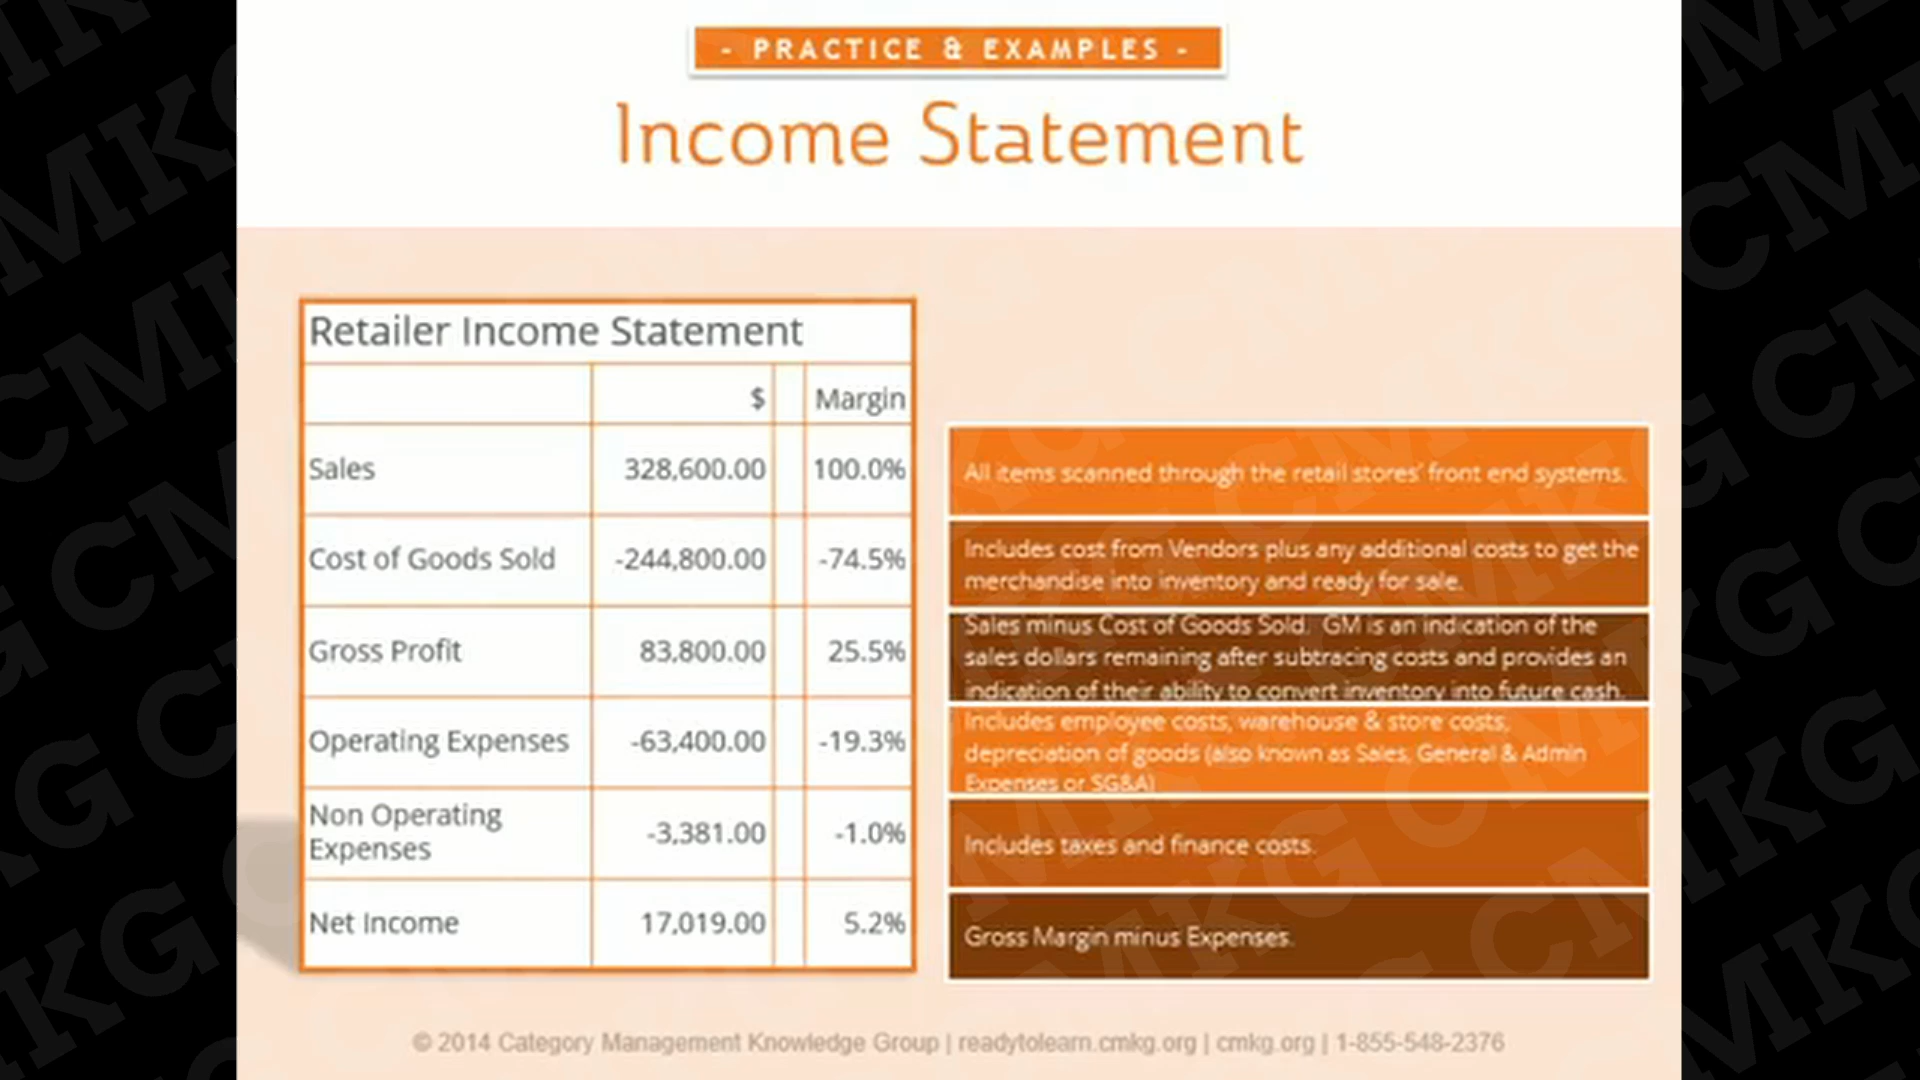 - PRACTICE & EXAMPLES -
Income Statement
Retailer Income Statement
$ Margin
Sales 328,600.00 100.0%
All items scanned through the retail stores' front end systems.
Cost of Goods Sold -244,800.00 -74.5%
Includes cost from Vendors plus any additional costs to get the
merchandise into inventory and ready for sale.
Gross Profit 83,800.00 25.5%
Sales minus Cost of Goods Sold. GM is an indication of the
sales dollars remaining after subtracing costs and provides an
indication of their ability to convert inventory into future cash.
Operating Expenses -63,400.00 -19.3%
Includes employee costs, warehouse & store costs,
depreciation of goods (also known as Sales, General & Admin
Expenses or SG&A)
Non Operating
Expenses -3,381.00 -1.0%
Includes taxes and finance costs.
Net Income 17,019.00 5.2%
Gross Margin minus Expenses.
© 2014 Category Management Knowledge Group | readytolearn.cmkg.org | cmkg.org | 1-855-548-2376
CMKG